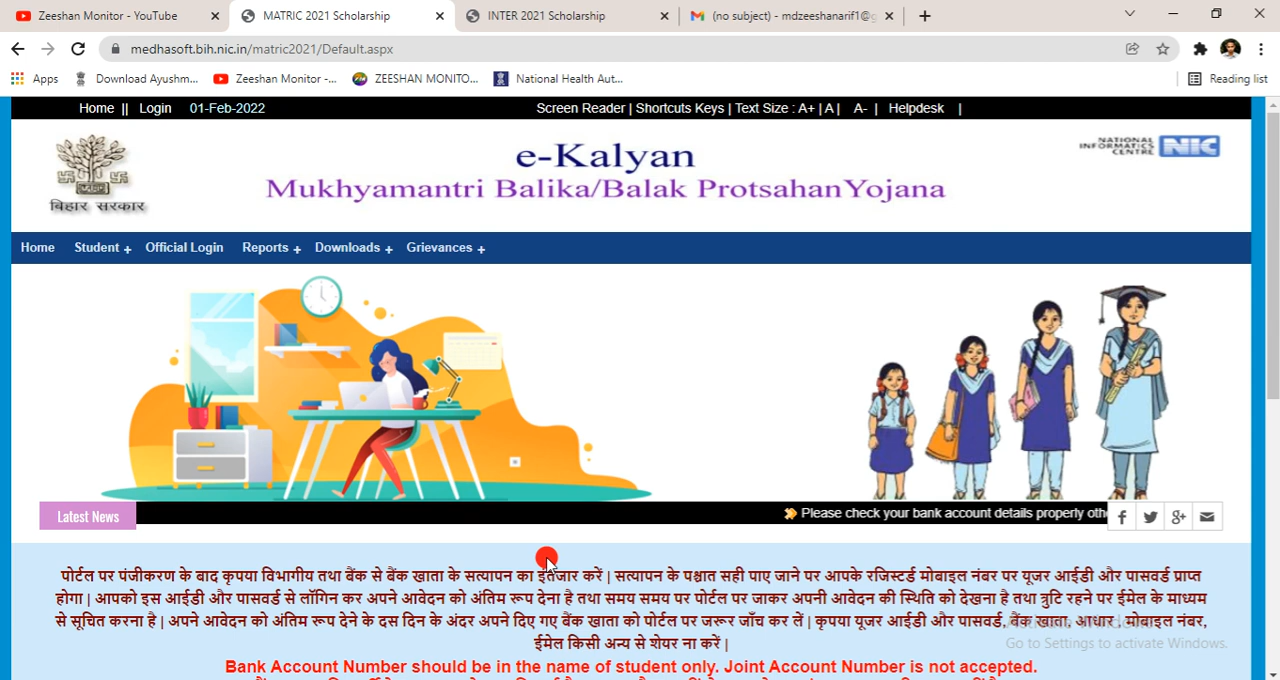 Zeeshan Monitor - YouTube
MATRIC 2021 Scholarship
INTER 2021 Scholarship
(no subject) - mdzeeshanarif1@g
medhasoft.bih.nic.in/matric2021/Default.aspx
Apps
Download Ayushm...
Zeeshan Monitor -...
ZEESHAN MONITO...
National Health Aut...
Reading list
Home || Login 01-Feb-2022
Screen Reader | Shortcuts Keys | Text Size : A+ | A | A- | Helpdesk |
बिहार सरकार
e-Kalyan
Mukhyamantri Balika/Balak Protsahan Yojana
NATIONAL
INFORMATICS
CENTRE
NIC
Home Student + Official Login Reports + Downloads + Grievances +
Latest News
Please check your bank account details properly oth
पोर्टल पर पंजीकरण के बाद कृपया विभागीय तथा बैंक से बैंक खाता के सत्यापन का इंतजार करें | सत्यापन के पश्चात सही पाए जाने पर आपके रजिस्टर्ड मोबाइल नंबर पर यूजर आईडी और पासवर्ड प्राप्त
होगा | आपको इस आईडी और पासवर्ड से लॉगिन कर अपने आवेदन को अंतिम रूप देना है तथा समय समय पर पोर्टल पर जाकर अपनी आवेदन की स्थिति को देखना है तथा त्रुटि रहने पर ईमेल के माध्यम
से सूचित करना है | अपने आवेदन को अंतिम रूप देने के दस दिन के अंदर अपने दिए गए बैंक खाता को पोर्टल पर जरूर जाँच कर लें | कृपया यूजर आईडी और पासवर्ड, बैंक खाता, आधार , मोबाइल नंबर,
ईमेल किसी अन्य से शेयर ना करें |
Activate Windows
Go to Settings to activate Windows.
Bank Account Number should be in the name of student only. Joint Account Number is not accepted.